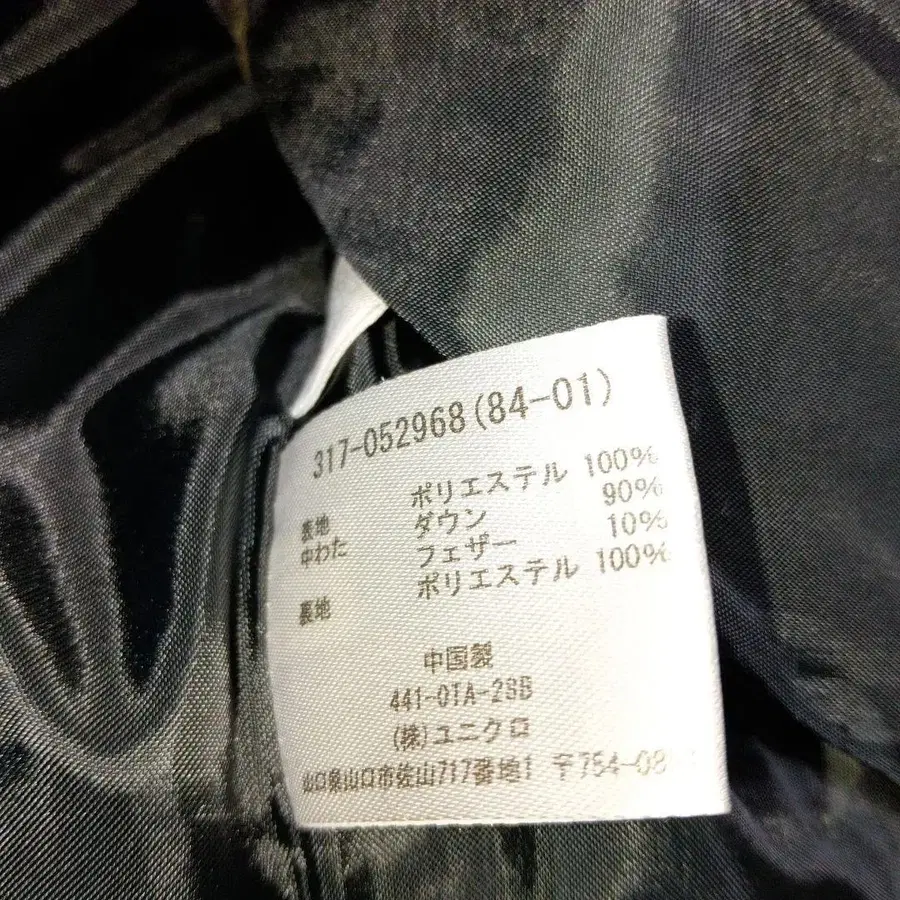 317-052968(84-01)
表地 ポリエステル 100%
中わた ダウン 90%
フェザー 10%
裏地 ポリエステル 100%
中国製
441-0TA-2SB
(株)ユニクロ
山口県山口市佐山717番地1 〒754-08